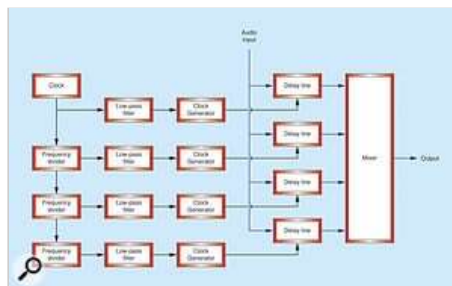 Audio
input
Clock
Low-pass
filter
Clock
Generator
Delay line
Frequency
divider
Low-pass
filter
Clock
Generator
Delay line
Mixer
Output
Frequency
divider
Low-pass
filter
Clock
Generator
Delay line
Frequency
divider
Low-pass
filter
Clock
Generator
Delay line